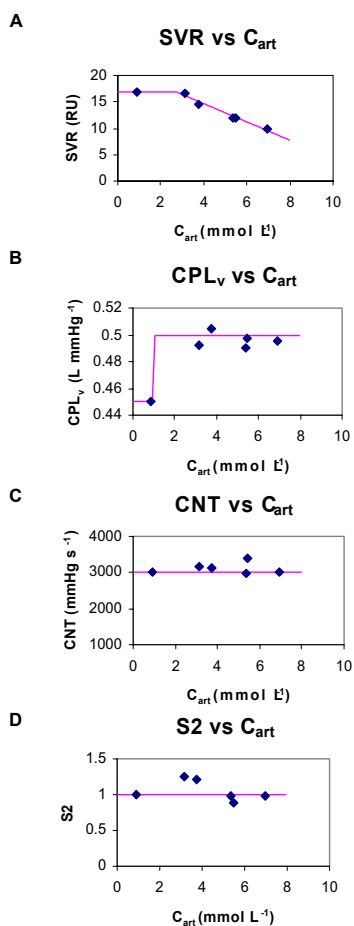 A
SVR vs Cart
20
15
10
5
0
SVR (RU)
0 2 4 6 8 10
Cart (mmol L-1)
B
CPLv vs Cart
0.52
0.5
0.48
0.46
0.44
CPLv (L mmHg-1)
0 2 4 6 8 10
Cart (mmol L-1)
C
CNT vs Cart
4000
3000
2000
1000
CNT (mmHg s-1)
0 2 4 6 8 10
Cart (mmol L-1)
D
S2 vs Cart
1.5
1
0.5
0
S2
0 2 4 6 8 10
Cart (mmol L-1)